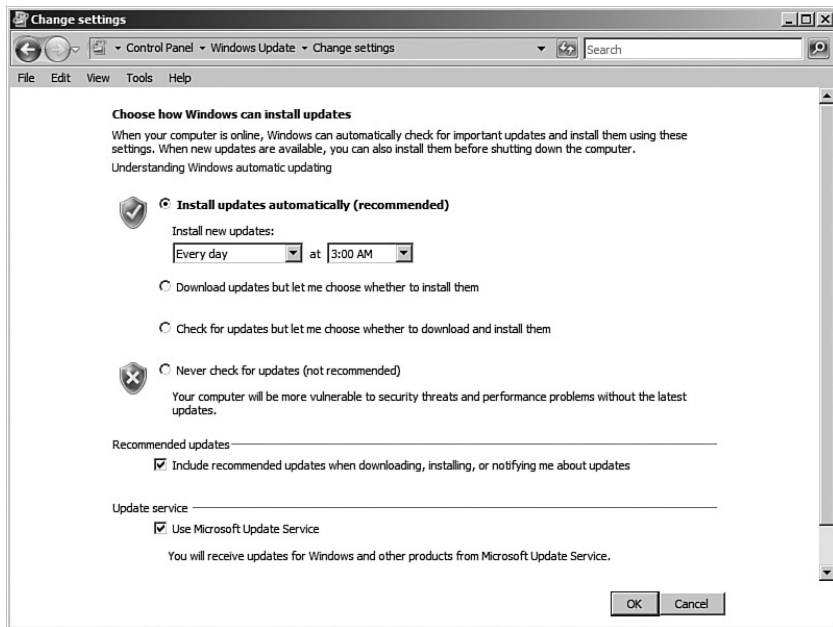 Change settings
Control Panel Windows Update Change settings Search
File Edit View Tools Help
Choose how Windows can install updates
When your computer is online, Windows can automatically check for important updates and install them using these
settings. When new updates are available, you can also install them before shutting down the computer.
Understanding Windows automatic updating
Install updates automatically (recommended)
Install new updates:
Every day at 3:00 AM
Download updates but let me choose whether to install them
Check for updates but let me choose whether to download and install them
Never check for updates (not recommended)
Your computer will be more vulnerable to security threats and performance problems without the latest
updates.
Recommended updates
Include recommended updates when downloading, installing, or notifying me about updates
Update service
Use Microsoft Update Service
You will receive updates for Windows and other products from Microsoft Update Service.
OK Cancel